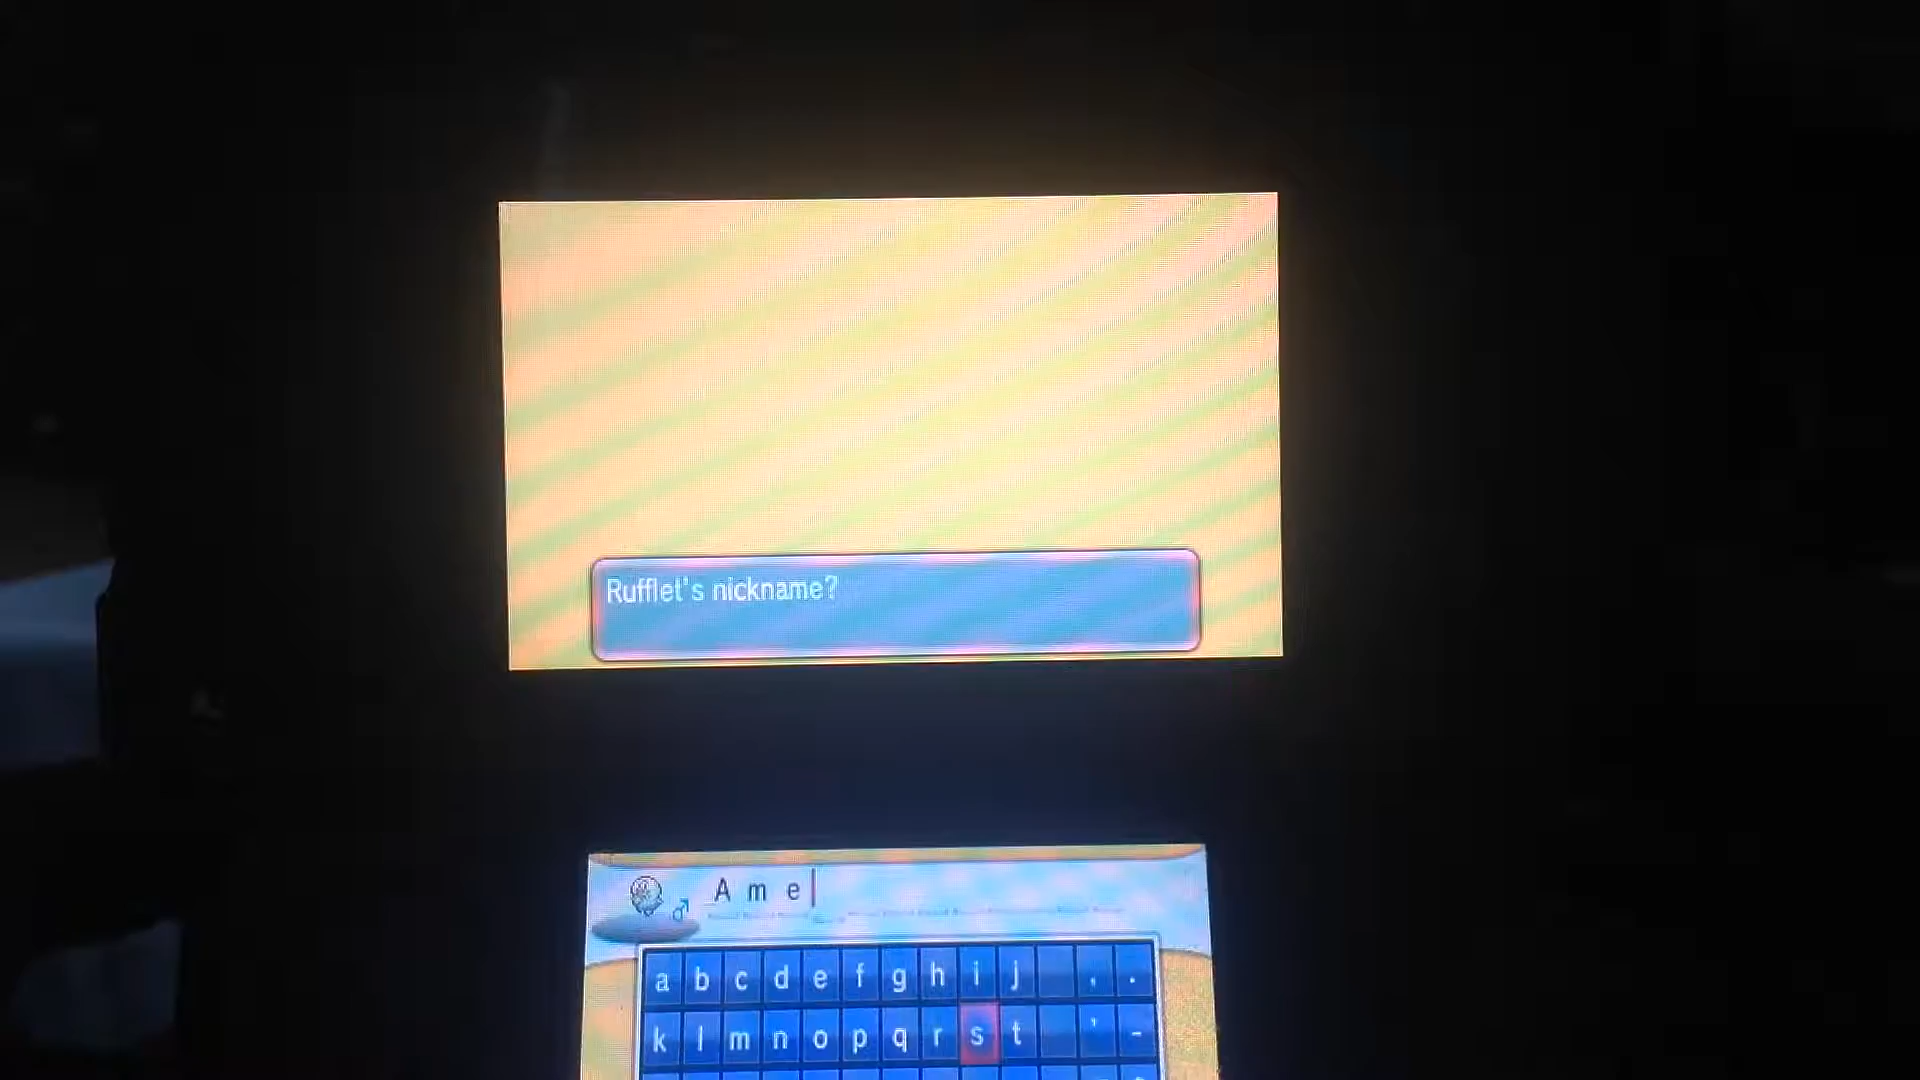 Rufflet's nickname?
♂ Ame
a b c d e f g h i j , .
k l m n o p q r s t ' -